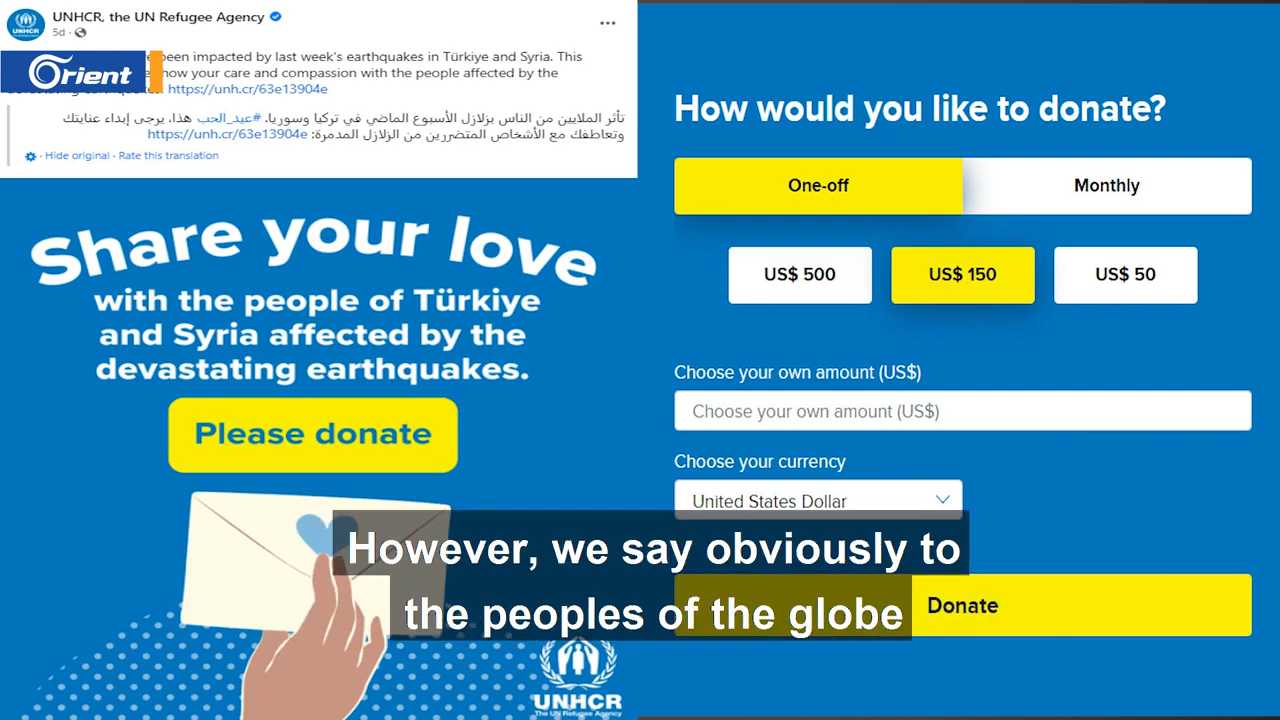 UNHCR, the UN Refugee Agency
5d
been impacted by last week's earthquakes in Türkiye and Syria. This
now your care and compassion with the people affected by the
https://unh.cr/63e13904e
Orient
تأثر الملايين من الناس بزلازل الأسبوع الماضي في تركيا وسوريا. #عيد_الحب هذا، يرجى إبداء عنايتك
وتعاطفك مع الأشخاص المتضررين من الزلازل المدمرة: https://unh.cr/63e13904e
· Hide original · Rate this translation
Share your love
with the people of Türkiye
and Syria affected by the
devastating earthquakes.
Please donate
UNHCR
The UN Refugee Agency
How would you like to donate?
One-off
Monthly
US$ 500
US$ 150
US$ 50
Choose your own amount (US$)
Choose your own amount (US$)
Choose your currency
United States Dollar
Donate
However, we say obviously to
the peoples of the globe